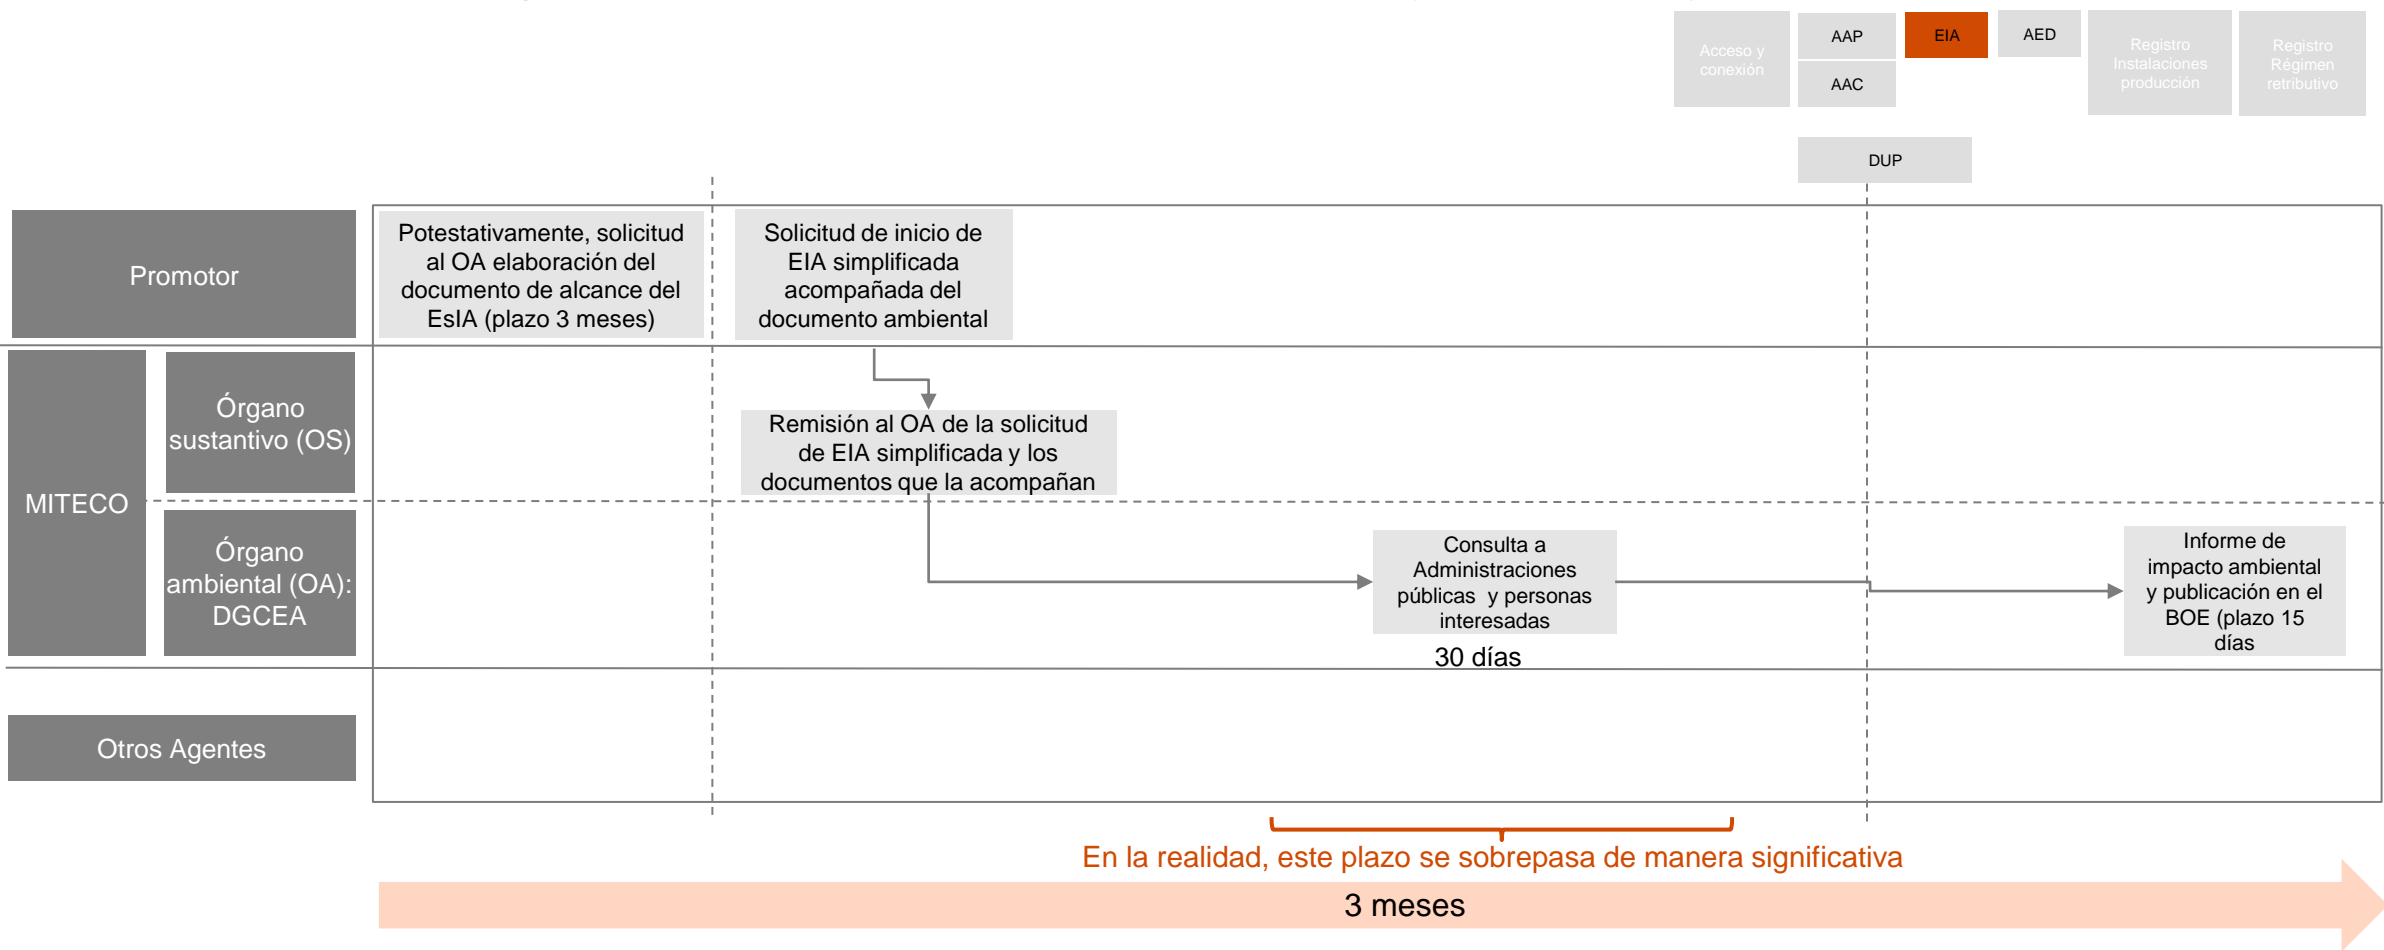 Acceso y
conexión
AAP
AAC
EIA
AED
Registro
Instalaciones
producción
Registro
Régimen
retributivo
DUP
Promotor
Potestativamente, solicitud
al OA elaboración del
documento de alcance del
EsIA (plazo 3 meses)
Solicitud de inicio de
EIA simplificada
acompañada del
documento ambiental
MITECO
Órgano
sustantivo (OS)
Remisión al OA de la solicitud
de EIA simplificada y los
documentos que la acompañan
Órgano
ambiental (OA):
DGCEA
Consulta a
Administraciones
públicas y personas
interesadas
30 días
Informe de
impacto ambiental
y publicación en el
BOE (plazo 15
días
Otros Agentes
En la realidad, este plazo se sobrepasa de manera significativa
3 meses